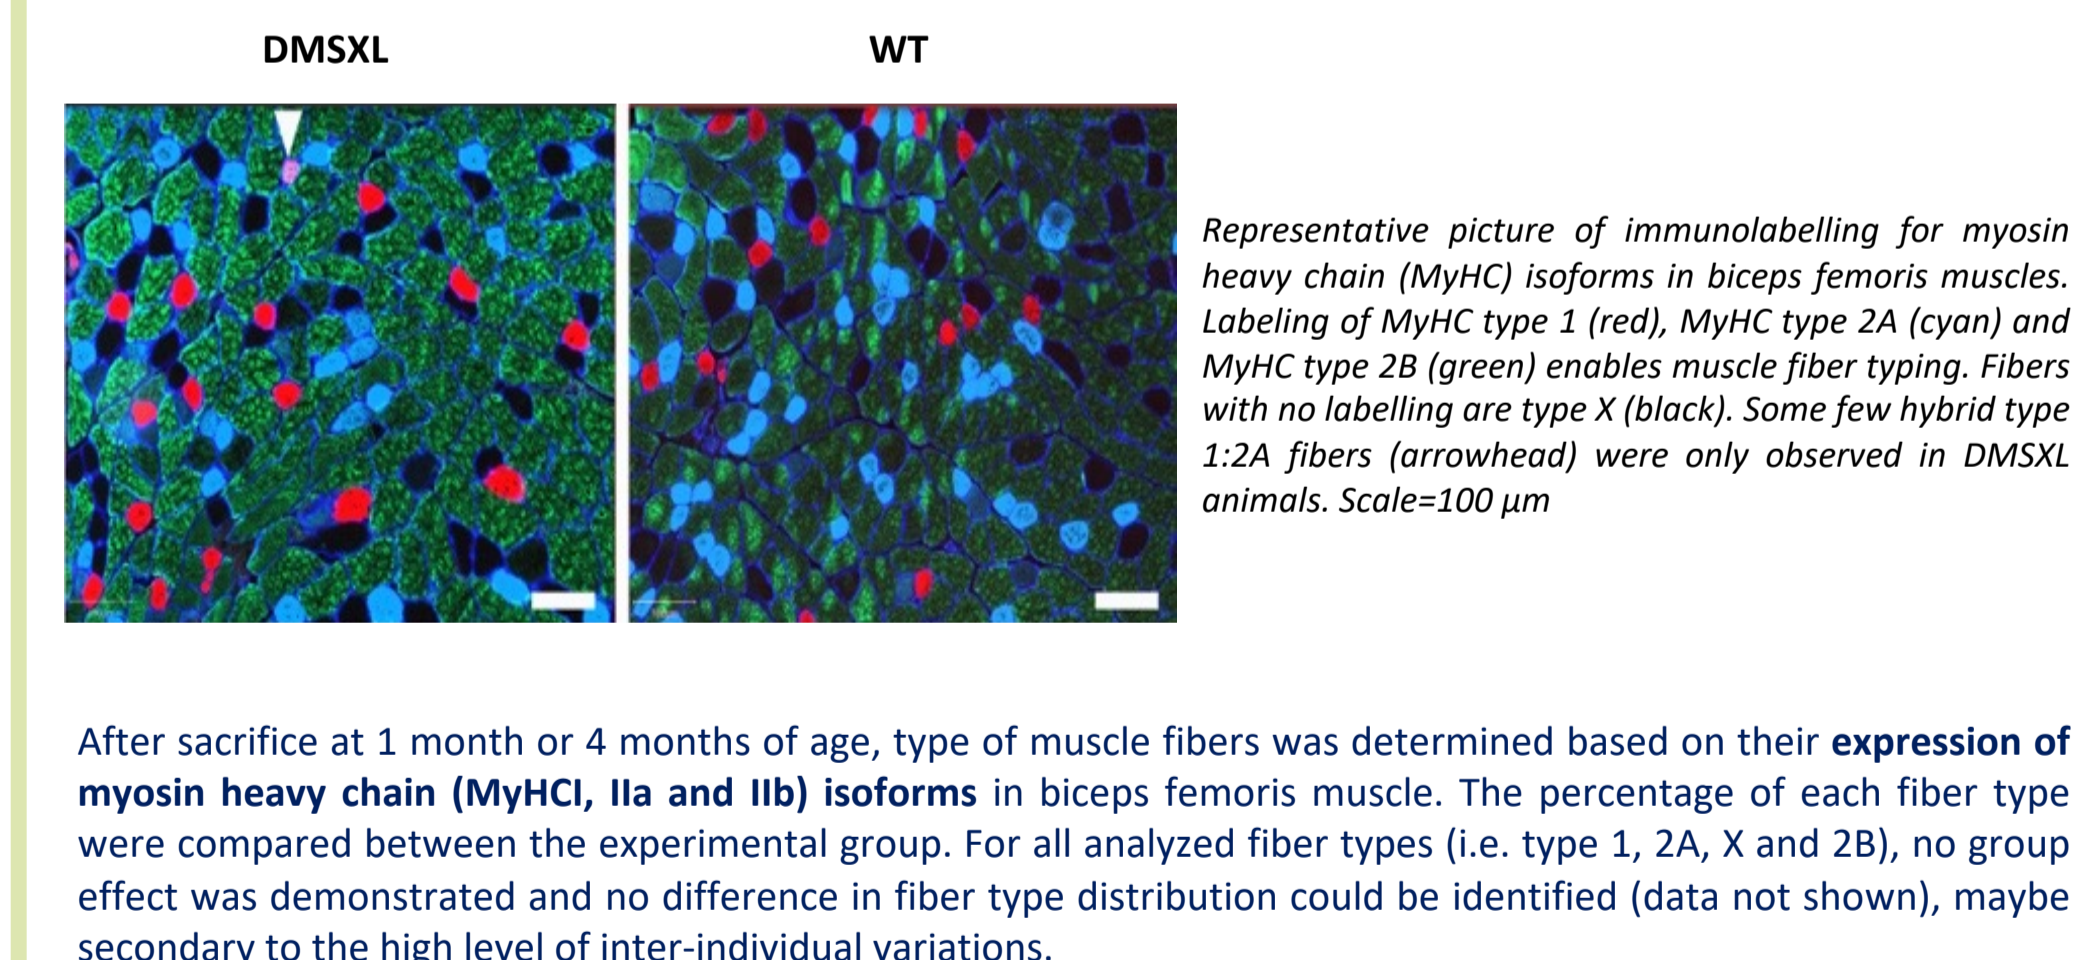 DMSXL
WT
Representative picture of immunolabelling for myosin
heavy chain (MyHC) isoforms in biceps femoris muscles.
Labeling of MyHC type 1 (red), MyHC type 2A (cyan) and
MyHC type 2B (green) enables muscle fiber typing. Fibers
with no labelling are type X (black). Some few hybrid type
1:2A fibers (arrowhead) were only observed in DMSXL
animals. Scale=100 µm
After sacrifice at 1 month or 4 months of age, type of muscle fibers was determined based on their expression of
myosin heavy chain (MyHCI, IIa and IIb) isoforms in biceps femoris muscle. The percentage of each fiber type
were compared between the experimental group. For all analyzed fiber types (i.e. type 1, 2A, X and 2B), no group
effect was demonstrated and no difference in fiber type distribution could be identified (data not shown), maybe
secondary to the high level of inter-individual variations.